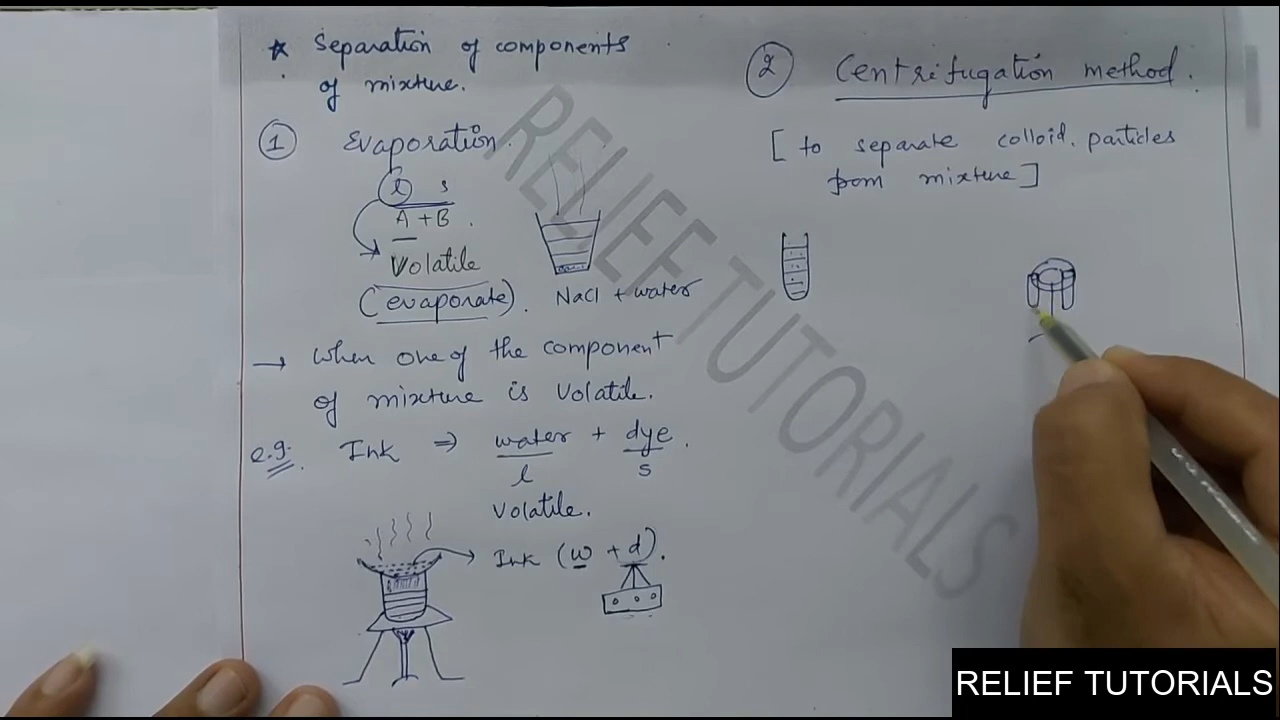 * Separation of components
of mixture.
1 Evaporation.
l s
A + B.
Volatile
(evaporate).
NaCl + water
→ When one of the component
of mixture is volatile.
e.g. Ink ⇒ water + dye.
l s
Volatile.
Ink (w + d).
2 Centrifugation method.
[ to separate colloid particles
from mixture ]
RELIEF TUTORIALS
RELIEF TUTORIALS